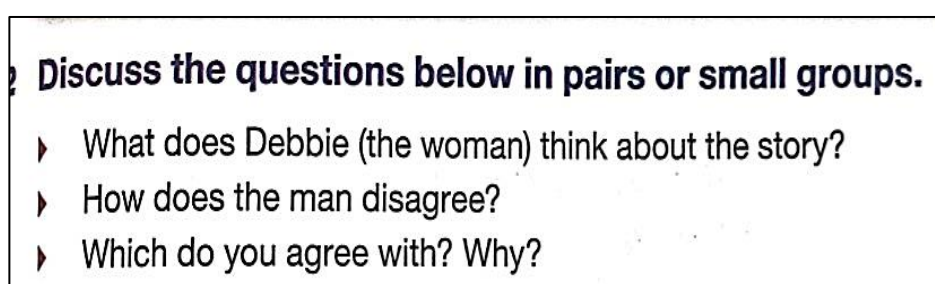 2 Discuss the questions below in pairs or small groups.
What does Debbie (the woman) think about the story?
How does the man disagree?
Which do you agree with? Why?